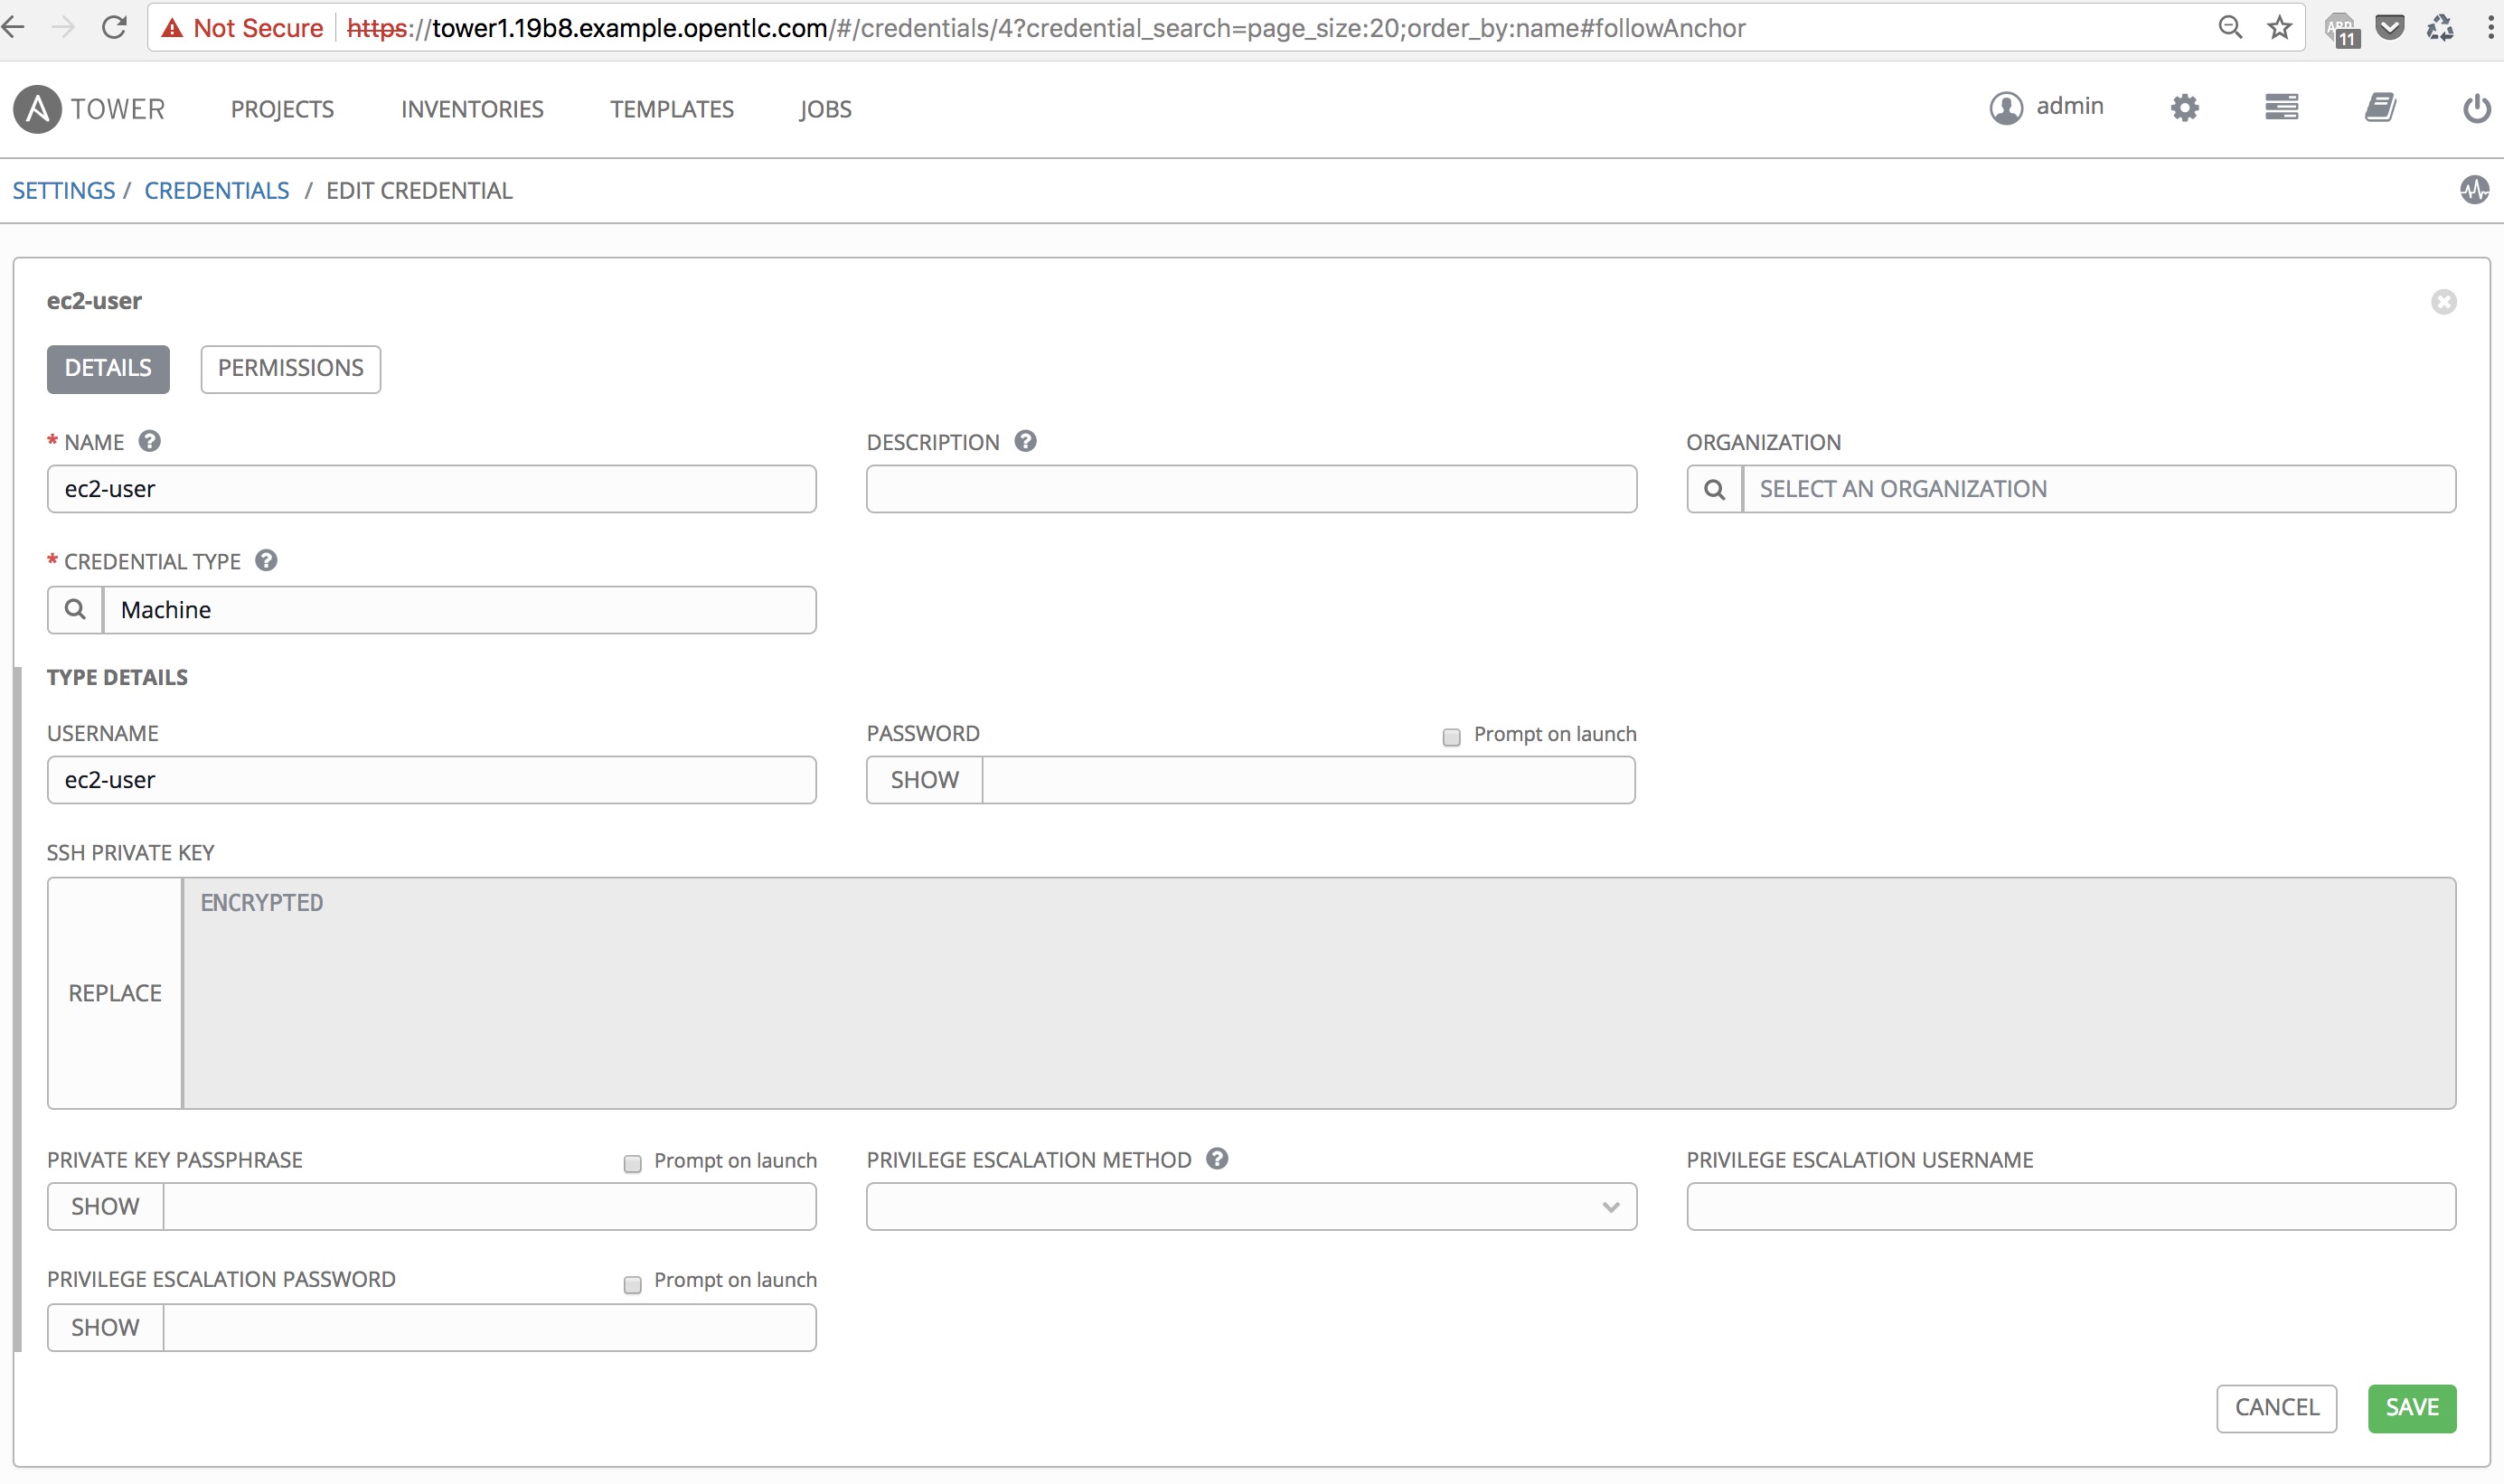 Not Secure https://tower1.19b8.example.opentlc.com/#/credentials/4?credential_search=page_size:20;order_by:name#followAnchor
ABP 11
TOWER PROJECTS INVENTORIES TEMPLATES JOBS admin
SETTINGS / CREDENTIALS / EDIT CREDENTIAL
ec2-user
DETAILS PERMISSIONS
* NAME ? DESCRIPTION ? ORGANIZATION
ec2-user SELECT AN ORGANIZATION
* CREDENTIAL TYPE ?
Machine
TYPE DETAILS
USERNAME PASSWORD Prompt on launch
ec2-user SHOW
SSH PRIVATE KEY
ENCRYPTED
REPLACE
PRIVATE KEY PASSPHRASE Prompt on launch PRIVILEGE ESCALATION METHOD ? PRIVILEGE ESCALATION USERNAME
SHOW
PRIVILEGE ESCALATION PASSWORD Prompt on launch
SHOW
CANCEL SAVE